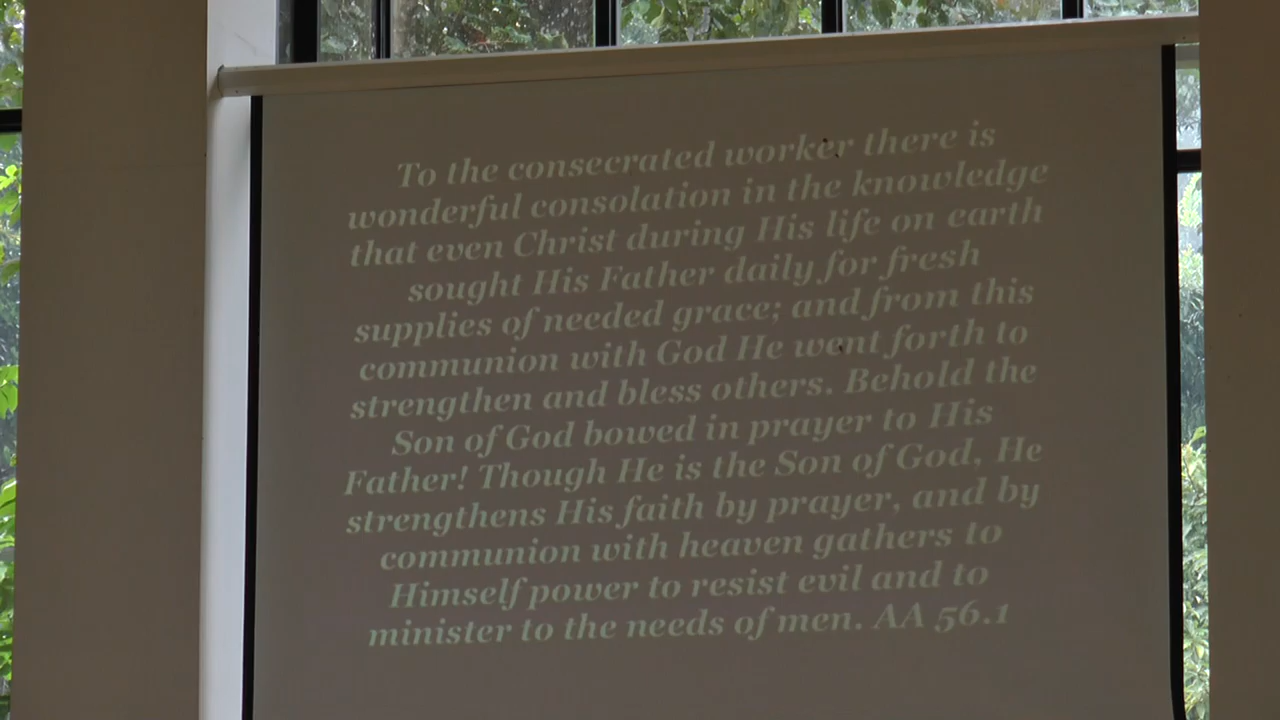 To the consecrated worker there is
wonderful consolation in the knowledge
that even Christ during His life on earth
sought His Father daily for fresh
supplies of needed grace; and from this
communion with God He went forth to
strengthen and bless others. Behold the
Son of God bowed in prayer to His
Father! Though He is the Son of God, He
strengthens His faith by prayer, and by
communion with heaven gathers to
Himself power to resist evil and to
minister to the needs of men. AA 56.1